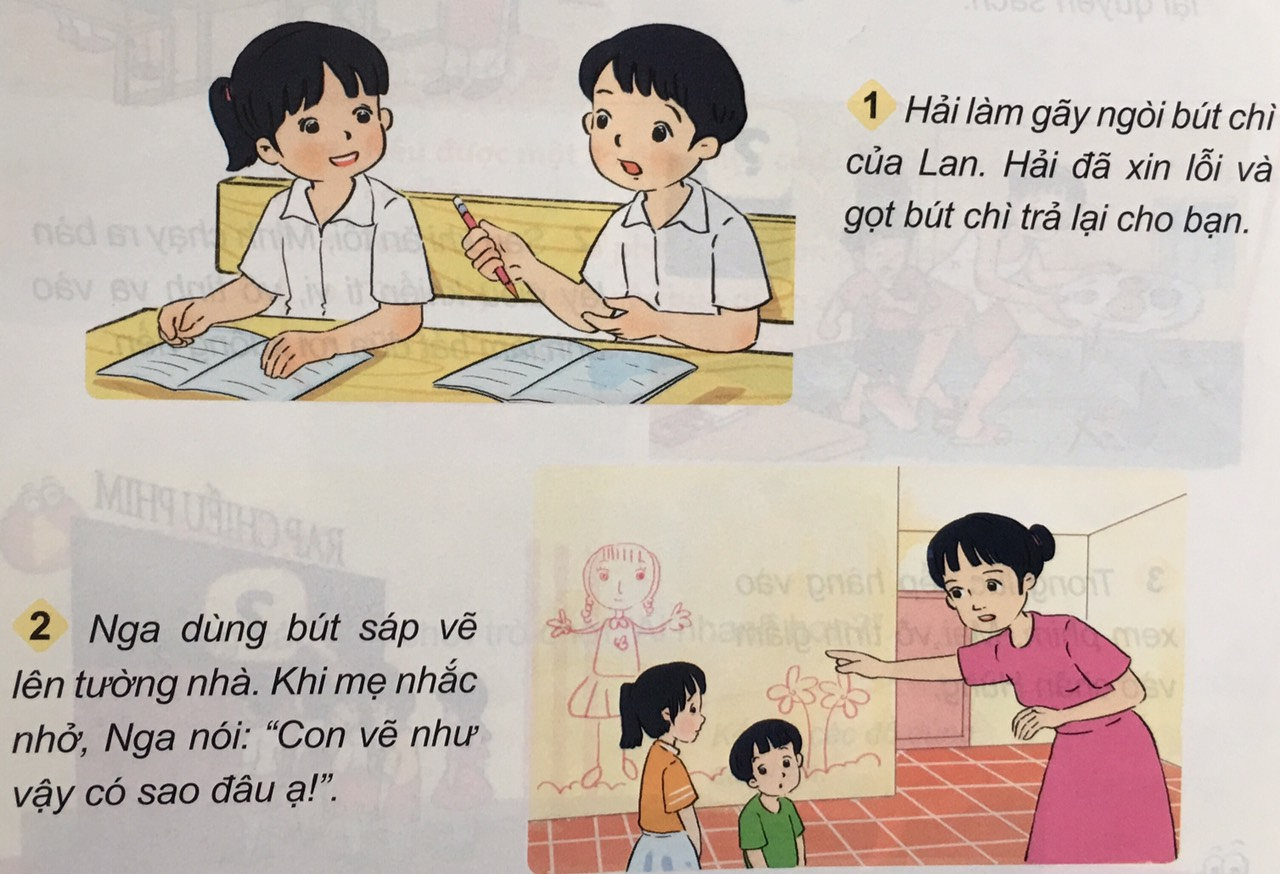 1 Hải làm gãy ngòi bút chì
của Lan. Hải đã xin lỗi và
gọt bút chì trả lại cho bạn.
2 Nga dùng bút sáp vẽ
lên tường nhà. Khi mẹ nhắc
nhở, Nga nói: “Con vẽ như
vậy có sao đâu ạ!”.